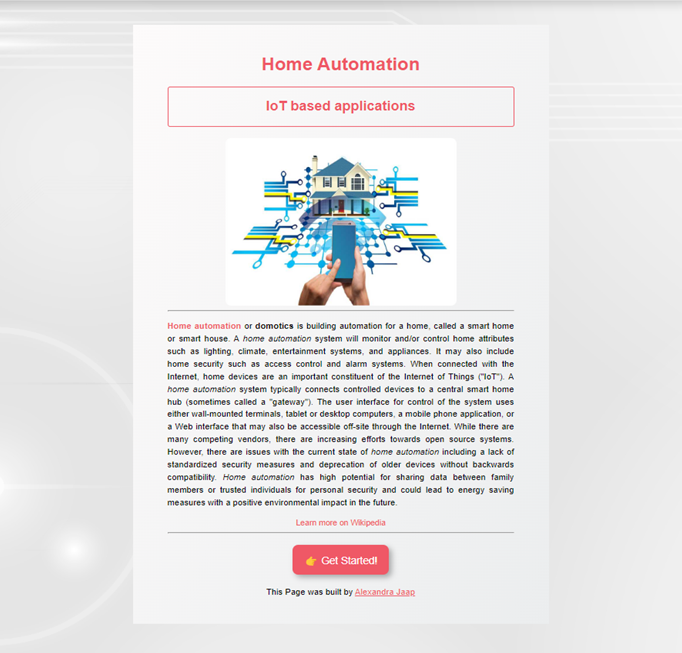 Home Automation
IoT based applications
Home automation or domotics is building automation for a home, called a smart home
or smart house. A home automation system will monitor and/or control home attributes
such as lighting, climate, entertainment systems, and appliances. It may also include
home security such as access control and alarm systems. When connected with the
Internet, home devices are an important constituent of the Internet of Things ("IoT"). A
home automation system typically connects controlled devices to a central smart home
hub (sometimes called a "gateway"). The user interface for control of the system uses
either wall-mounted terminals, tablet or desktop computers, a mobile phone application, or
a Web interface that may also be accessible off-site through the Internet. While there are
many competing vendors, there are increasing efforts towards open source systems.
However, there are issues with the current state of home automation including a lack of
standardized security measures and deprecation of older devices without backwards
compatibility. Home automation has high potential for sharing data between family
members or trusted individuals for personal security and could lead to energy saving
measures with a positive environmental impact in the future.
Learn more on Wikipedia
👉 Get Started!
This Page was built by Alexandra Jaap